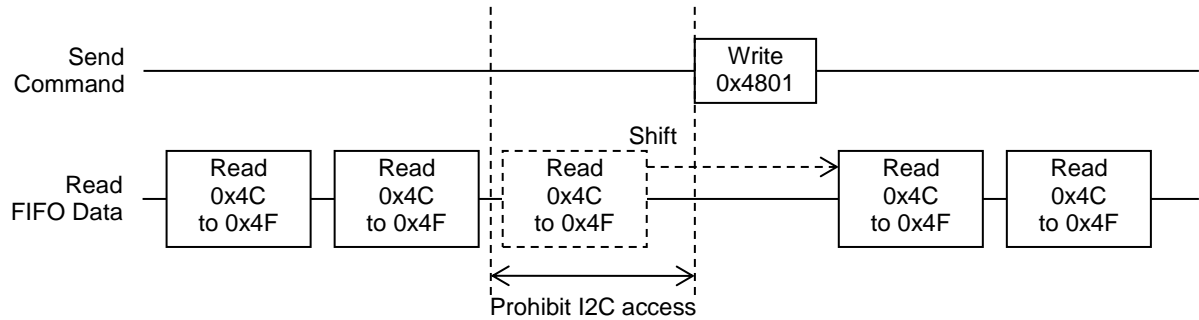 Send
Command
Write
0x4801
Shift
Read
FIFO Data
Read
0x4C
to 0x4F
Read
0x4C
to 0x4F
Read
0x4C
to 0x4F
Read
0x4C
to 0x4F
Read
0x4C
to 0x4F
Prohibit I2C access